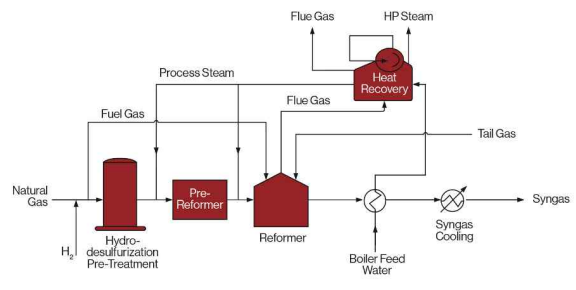 Flue Gas
HP Steam
Process Steam
Heat
Recovery
Flue Gas
Fuel Gas
Tail Gas
Natural
Gas
Pre-
Reformer
Syngas
H2
Hydro-
desulfurization
Pre-Treatment
Reformer
Syngas
Cooling
Boiler Feed
Water